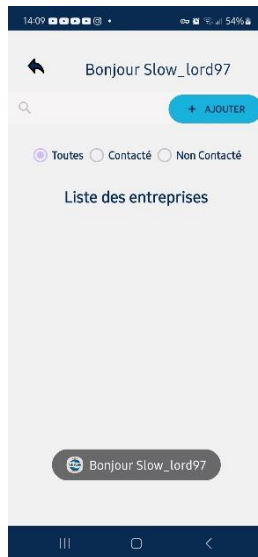 14:09
54%
Bonjour Slow_lord97
+ AJOUTER
Toutes Contacté Non Contacté
Liste des entreprises
Bonjour Slow_lord97